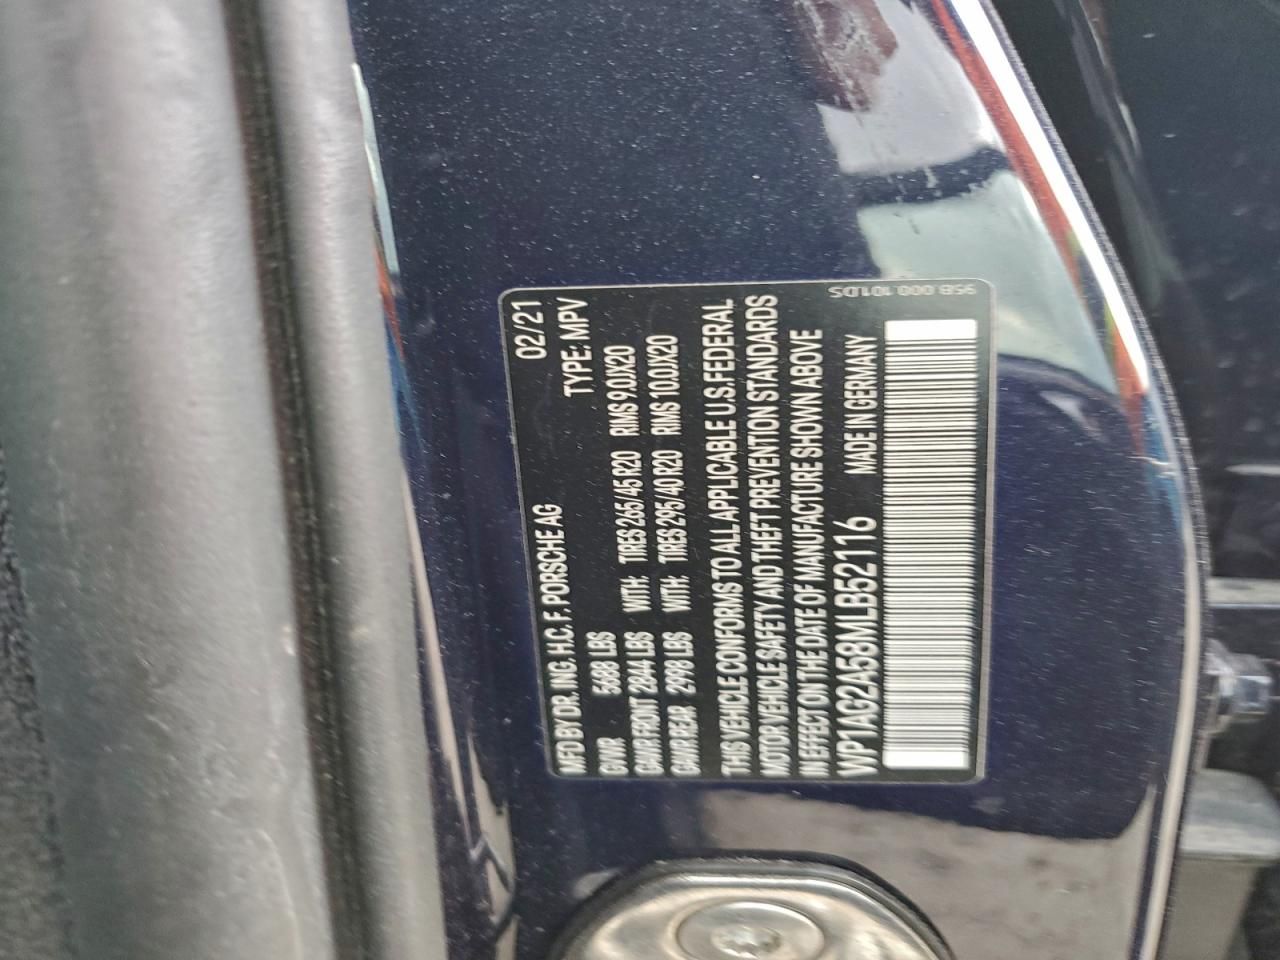 02/21
MFD BY DR. ING. H.C. F. PORSCHE AG TYPE: MPV
GVWR 5688 LBS
GAWR FRONT 2844 LBS WITH: TIRES 265/45 R20 RIMS 9.0JX20
GAWR REAR 2998 LBS WITH: TIRES 295/40 R20 RIMS 10.0JX20
THIS VEHICLE CONFORMS TO ALL APPLICABLE U.S. FEDERAL
MOTOR VEHICLE SAFETY AND THEFT PREVENTION STANDARDS
IN EFFECT ON THE DATE OF MANUFACTURE SHOWN ABOVE
WP1AG2A58MLB52116 MADE IN GERMANY
95B.000.101.DS